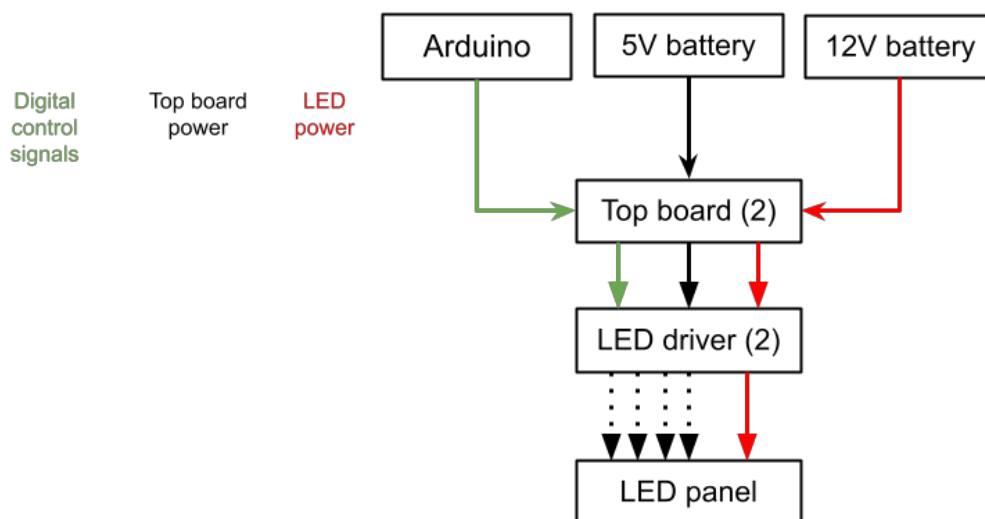 Arduino
5V battery
12V battery
Digital
control
signals
Top board
power
LED
power
Top board (2)
LED driver (2)
LED panel